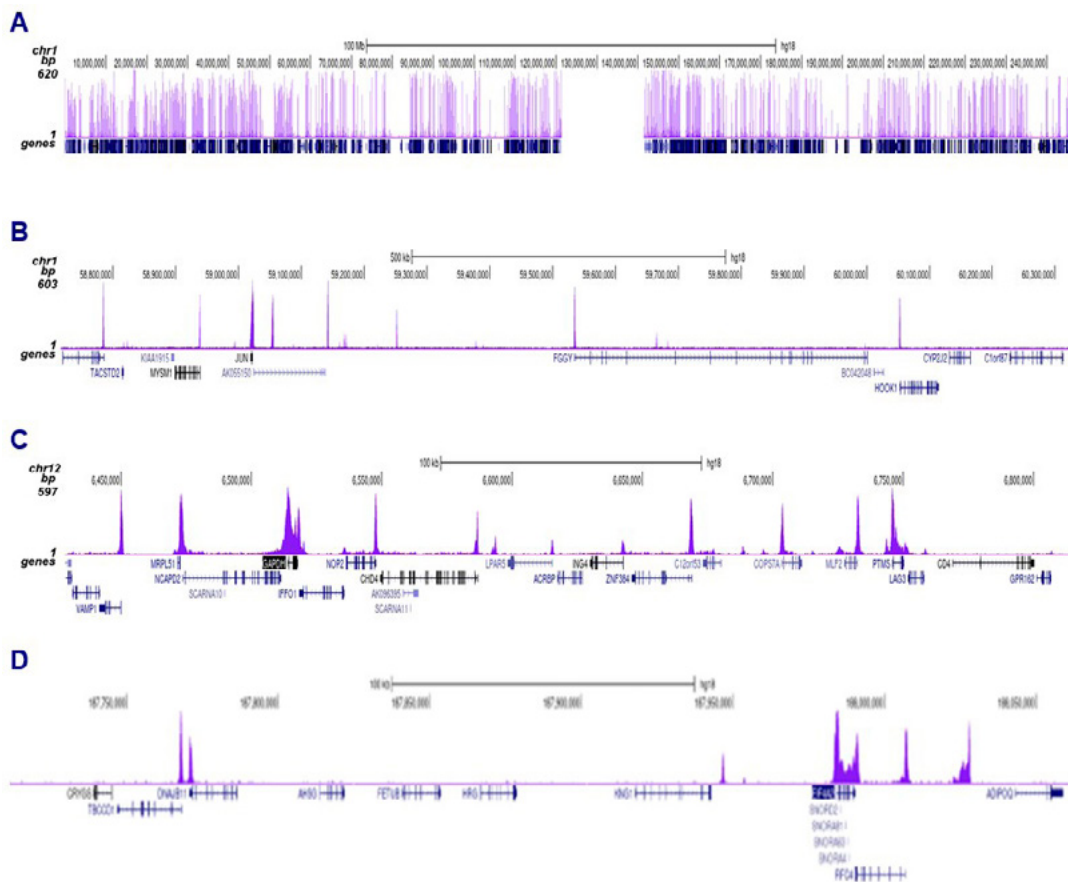 A
100 Mb hg18
chr1
bp
10,000,000 20,000,000 30,000,000 40,000,000 50,000,000 60,000,000 70,000,000 80,000,000 90,000,000 100,000,000 110,000,000 120,000,000 130,000,000 140,000,000 150,000,000 160,000,000 170,000,000 180,000,000 190,000,000 200,000,000 210,000,000 220,000,000 230,000,000 240,000,000
620
1
genes
B
500 kb hg18
chr1
bp
58,800,000 58,900,000 59,000,000 59,100,000 59,200,000 59,300,000 59,400,000 59,500,000 59,600,000 59,700,000 59,800,000 59,900,000 60,000,000 60,100,000 60,200,000 60,300,000
603
1
genes
KIAA1915 JUN FGGY CYP2J2 C1orf87
TACSTD2 MYSM1 AK055150 BC042048
HOOK1
C
100 kb hg18
chr12
bp
6,450,000 6,500,000 6,550,000 6,600,000 6,650,000 6,700,000 6,750,000 6,800,000
597
1
genes
MRPL51 GAPDH NOP2 LPAR5 ING4 C12orf53 COPS7A MLF2 PTMS CD4
NCAPD2 CHD4 ACRBP ZNF384 LAG3 GPR162
SCARNA10 IFFO1 AK096395
VAMP1 SCARNA11
D
100 kb hg18
187,750,000 187,800,000 187,850,000 187,900,000 187,950,000 188,000,000 188,050,000
CRYGS DNAJB11 AHSG FETUB HRG KNG1 EIF4A2 ADIPOQ
TBCCD1 SNORD2
SNORA81
SNORA63
SNORA4
RFC4